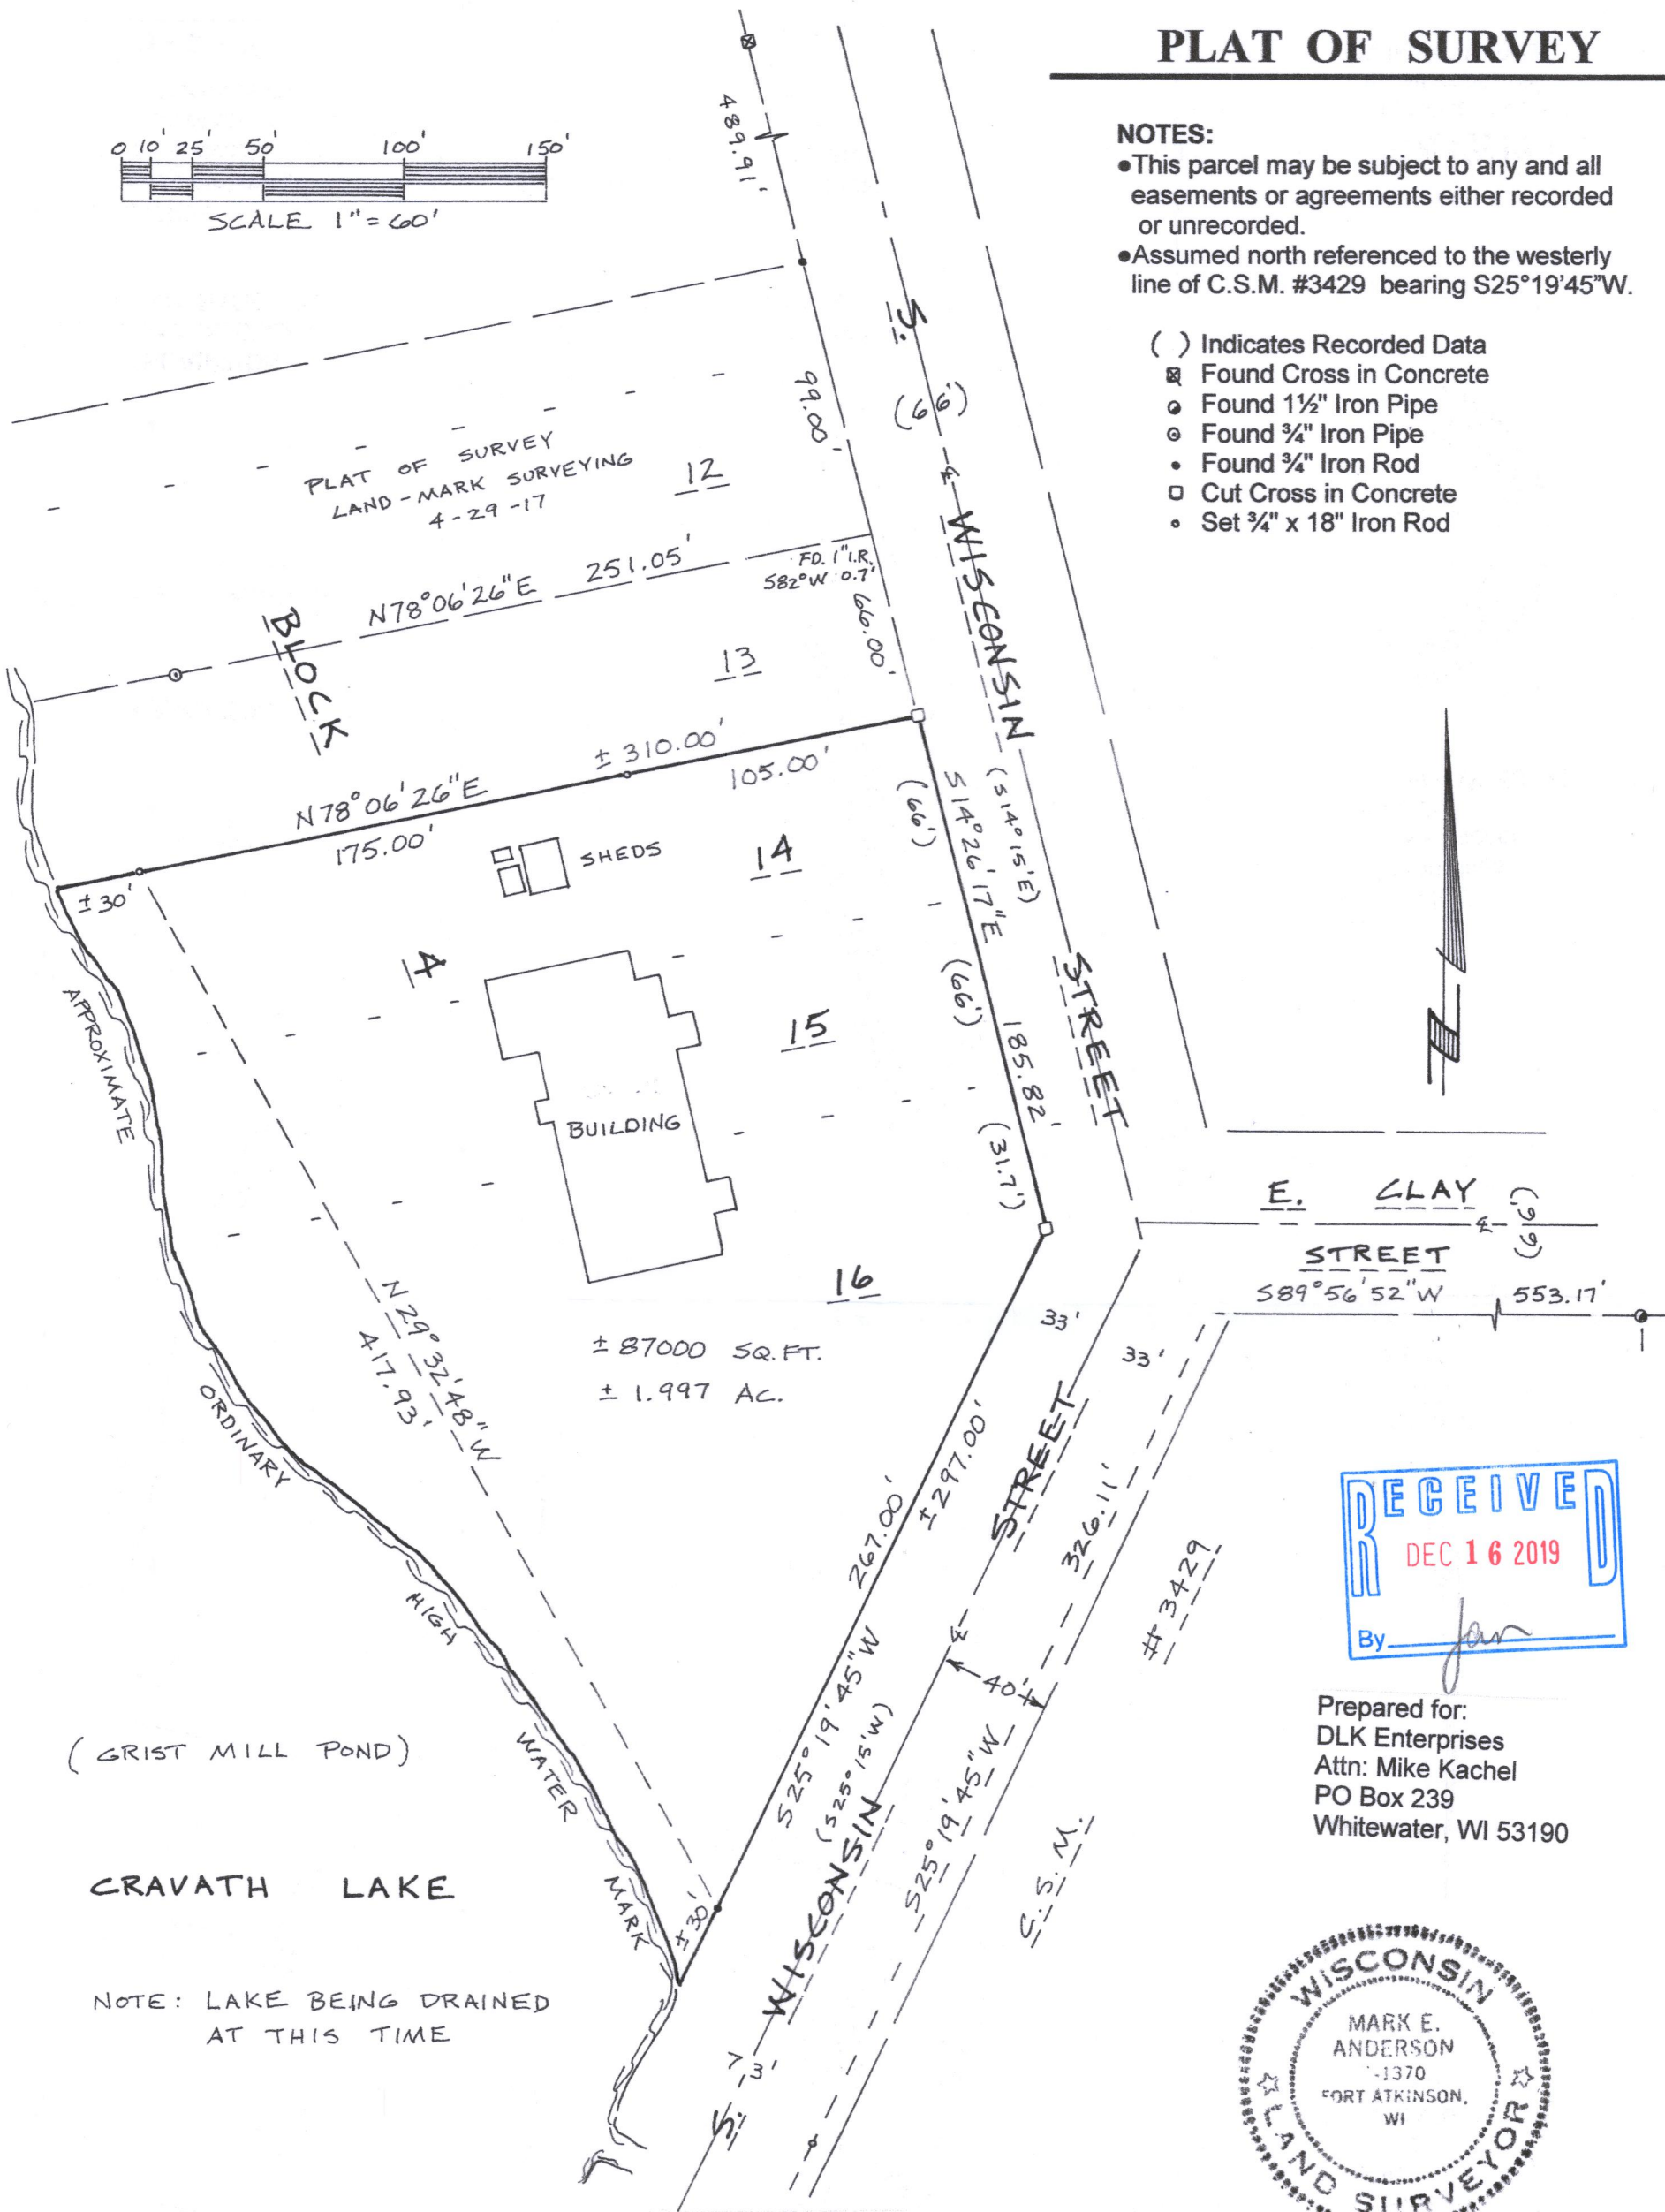 PLAT OF SURVEY
NOTES:
•This parcel may be subject to any and all
easements or agreements either recorded
or unrecorded.
•Assumed north referenced to the westerly
line of C.S.M. #3429 bearing S25°19'45"W.
( ) Indicates Recorded Data
Found Cross in Concrete
Found 1½" Iron Pipe
Found ¾" Iron Pipe
Found ¾" Iron Rod
Cut Cross in Concrete
Set ¾" x 18" Iron Rod
0 10' 25' 50' 100' 150'
SCALE 1"=60'
489.91'
99.00'
S.
(66')
PLAT OF SURVEY
LAND-MARK SURVEYING
4-29-17
12
N78°06'26"E 251.05'
FD. 1" I.R.
S82°W 0.7'
66.00'
WISCONSIN
BLOCK
13
± 310.00'
N78°06'26"E
105.00'
175.00'
±30'
SHEDS
14
(66')
S14°26'17"E
(S14°15'E)
4
15
(66')
185.82'
STREET
BUILDING
(31.7')
16
E. CLAY (66')
STREET
S89°56'52"W 553.17'
33'
33'
± 87000 SQ.FT.
± 1.997 AC.
N29°32'48"W
417.93'
APPROXIMATE
ORDINARY
HIGH
WATER
MARK
267.00'
±297.00'
STREET
326.11'
# 3429
S25°19'45"W
(S25°15'W)
40'
S25°19'45"W
C.S.M.
WISCONSIN
±30'
73'
S.
(GRIST MILL POND)
CRAVATH LAKE
NOTE: LAKE BEING DRAINED
AT THIS TIME
RECEIVED
DEC 16 2019
By Jan
Prepared for:
DLK Enterprises
Attn: Mike Kachel
PO Box 239
Whitewater, WI 53190
WISCONSIN
MARK E.
ANDERSON
-1370
FORT ATKINSON,
WI
LAND SURVEYOR